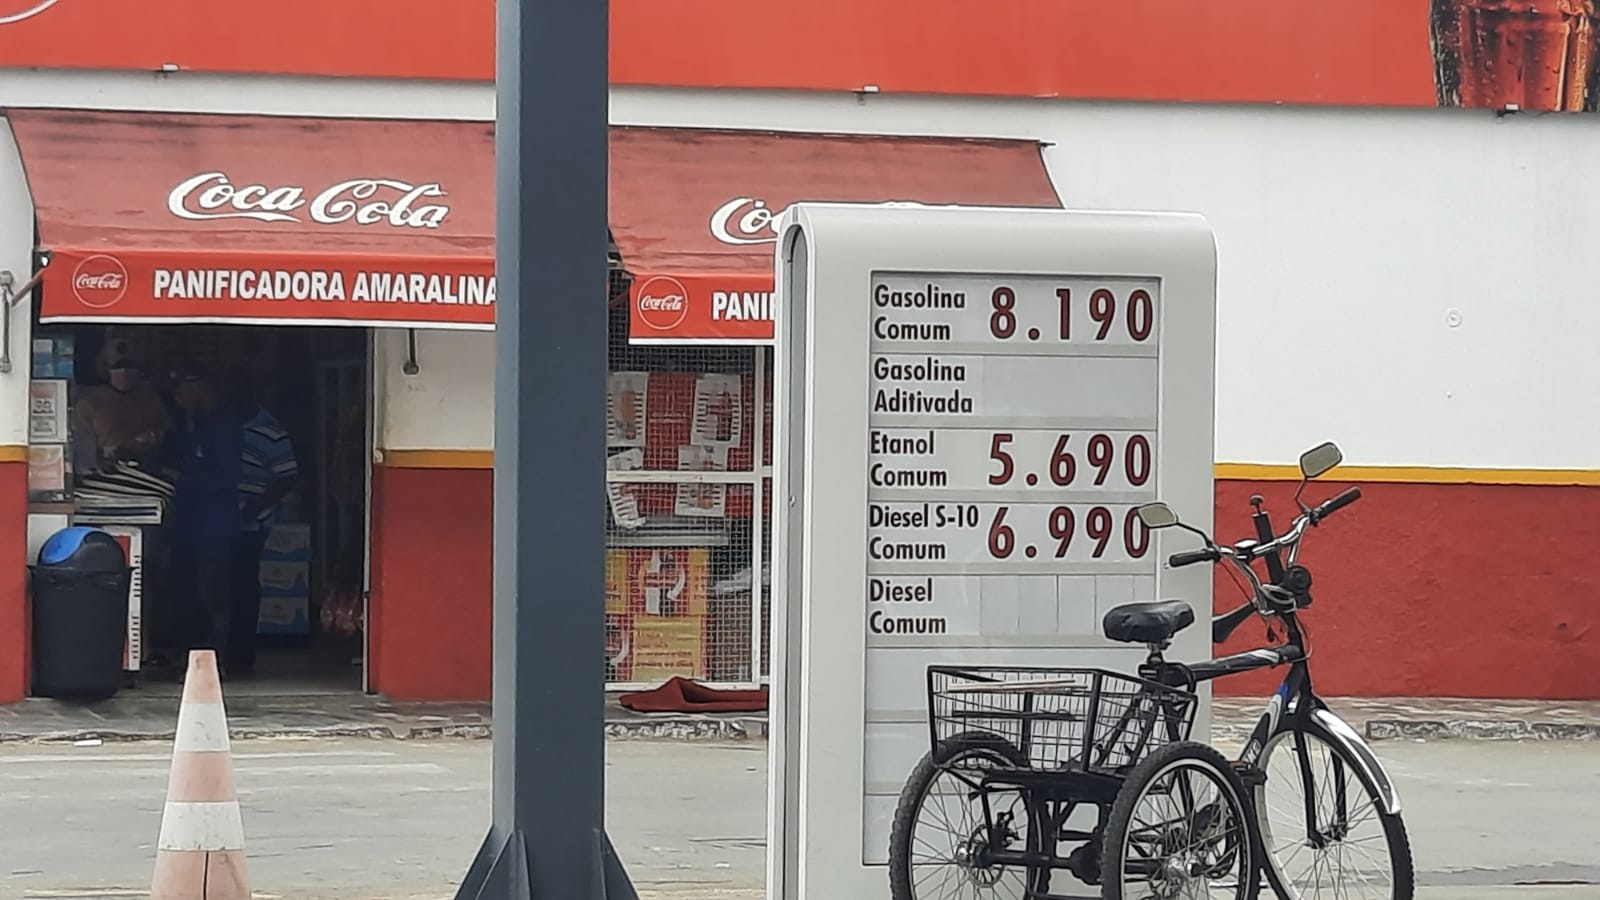 Coca Cola
Coca-Cola
PANIFICADORA AMARALINA
Coca-Cola
Gasolina
Comum 8.190
Gasolina
Aditivada
Etanol
Comum 5.690
Diesel S-10
Comum 6.990
Diesel
Comum